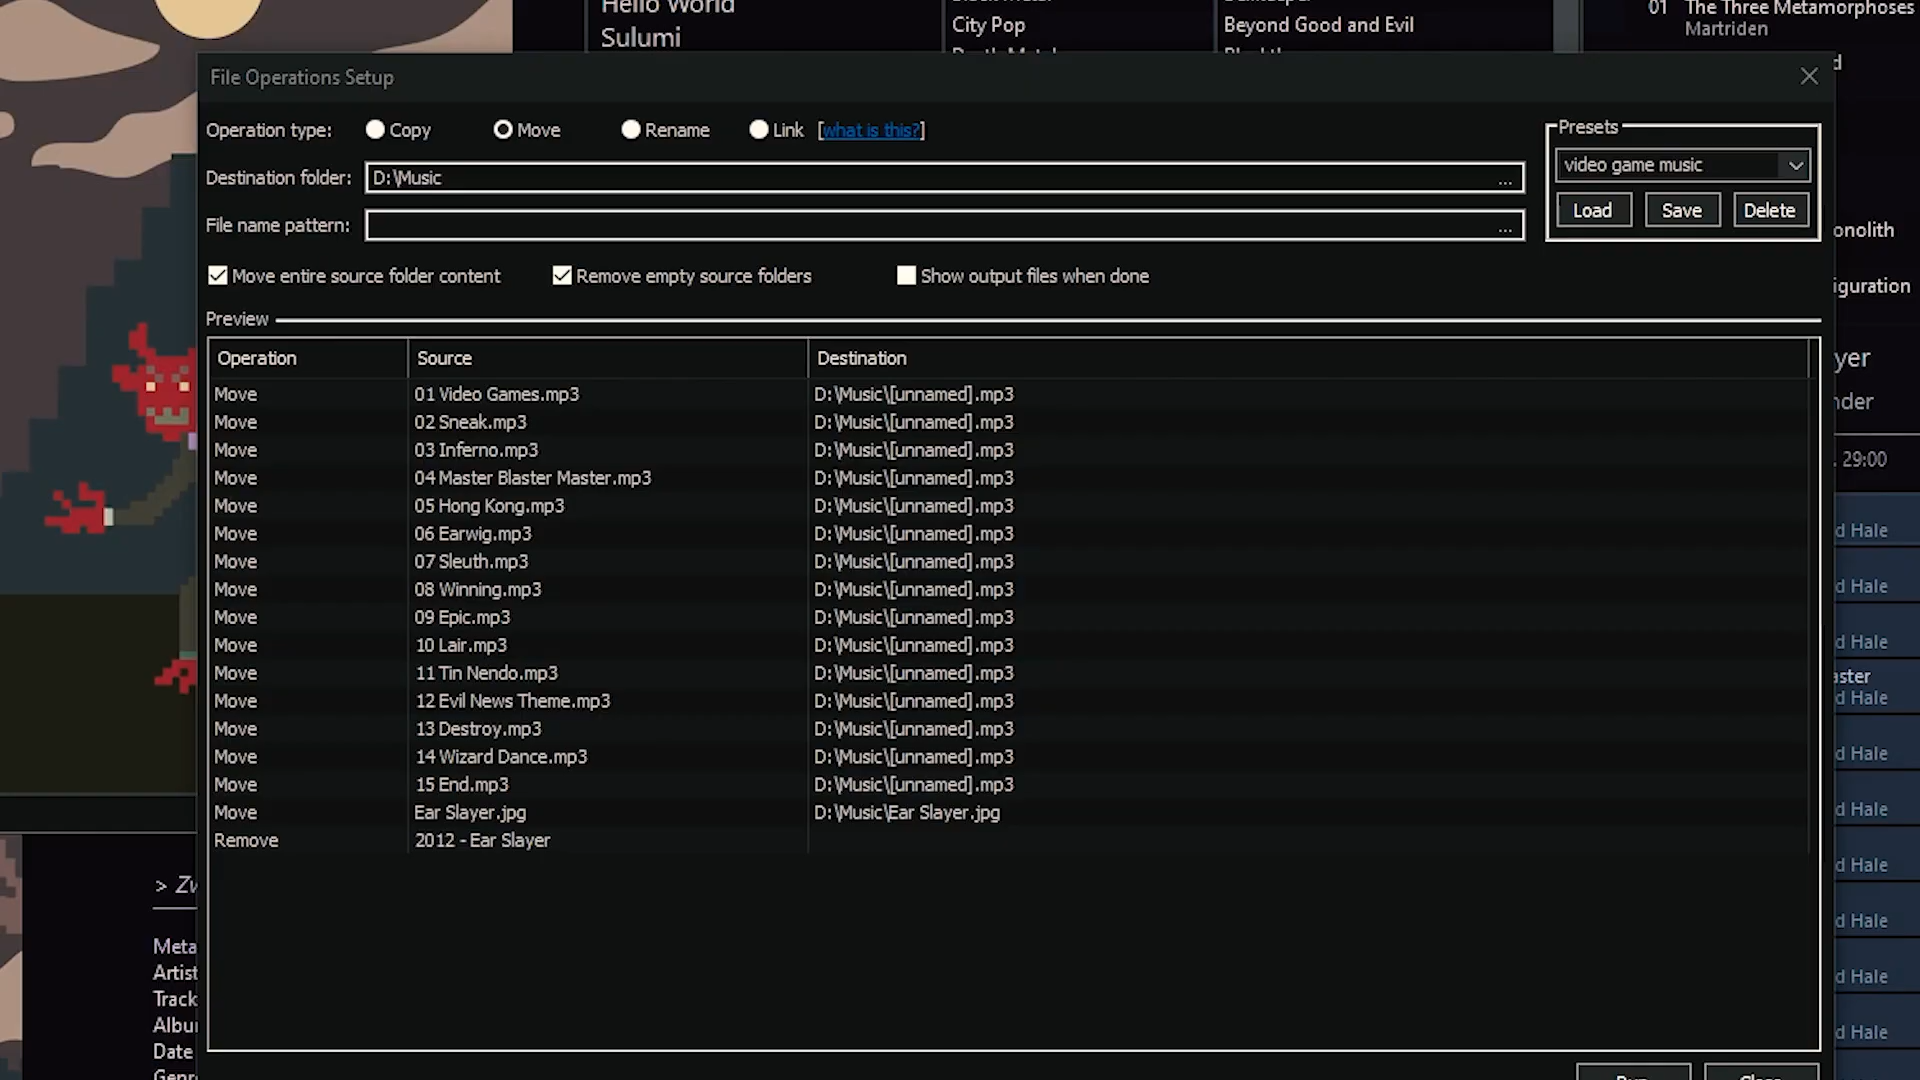 Hello World
Sulumi
City Pop
Beyond Good and Evil
01 The Three Metamorphoses
Martriden
File Operations Setup
Operation type: Copy Move Rename Link [what is this?]
Destination folder: D:\Music ...
File name pattern: ...
Presets
video game music
Load Save Delete
Move entire source folder content Remove empty source folders Show output files when done
Preview
Operation Source Destination
Move 01 Video Games.mp3 D:\Music\[unnamed].mp3
Move 02 Sneak.mp3 D:\Music\[unnamed].mp3
Move 03 Inferno.mp3 D:\Music\[unnamed].mp3
Move 04 Master Blaster Master.mp3 D:\Music\[unnamed].mp3
Move 05 Hong Kong.mp3 D:\Music\[unnamed].mp3
Move 06 Earwig.mp3 D:\Music\[unnamed].mp3
Move 07 Sleuth.mp3 D:\Music\[unnamed].mp3
Move 08 Winning.mp3 D:\Music\[unnamed].mp3
Move 09 Epic.mp3 D:\Music\[unnamed].mp3
Move 10 Lair.mp3 D:\Music\[unnamed].mp3
Move 11 Tin Nendo.mp3 D:\Music\[unnamed].mp3
Move 12 Evil News Theme.mp3 D:\Music\[unnamed].mp3
Move 13 Destroy.mp3 D:\Music\[unnamed].mp3
Move 14 Wizard Dance.mp3 D:\Music\[unnamed].mp3
Move 15 End.mp3 D:\Music\[unnamed].mp3
Move Ear Slayer.jpg D:\Music\Ear Slayer.jpg
Remove 2012 - Ear Slayer
onolith
iguration
yer
nder
29:00
d Hale
d Hale
d Hale
aster
d Hale
d Hale
d Hale
d Hale
d Hale
d Hale
d Hale
> Zw
Meta
Artist
Track
Albu
Date